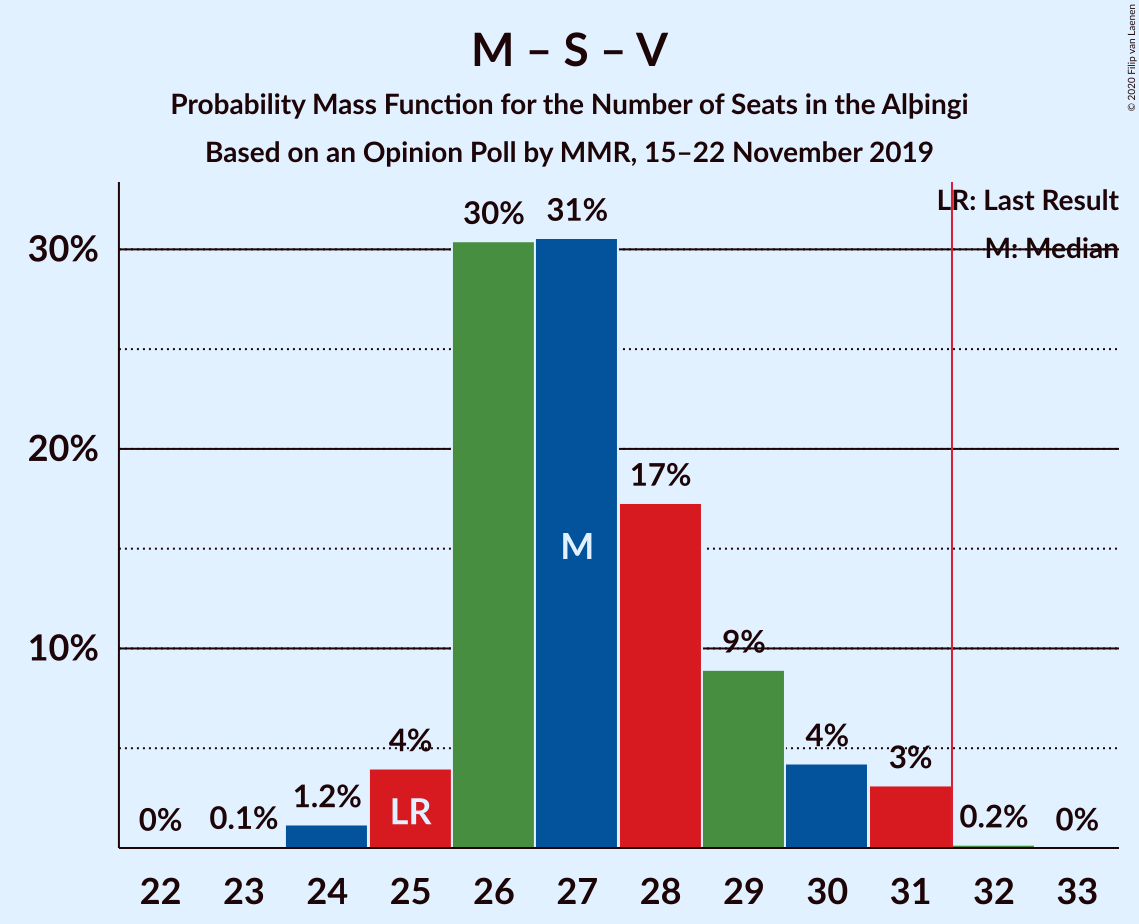 M – S – V
Probability Mass Function for the Number of Seats in the Alþingi
Based on an Opinion Poll by MMR, 15–22 November 2019
© 2020 Filip van Laenen
LR: Last Result
M: Median
30%
20%
10%
0%
0.1%
1.2%
4%
30%
31%
17%
9%
4%
3%
0.2%
0%
LR
M
22 23 24 25 26 27 28 29 30 31 32 33